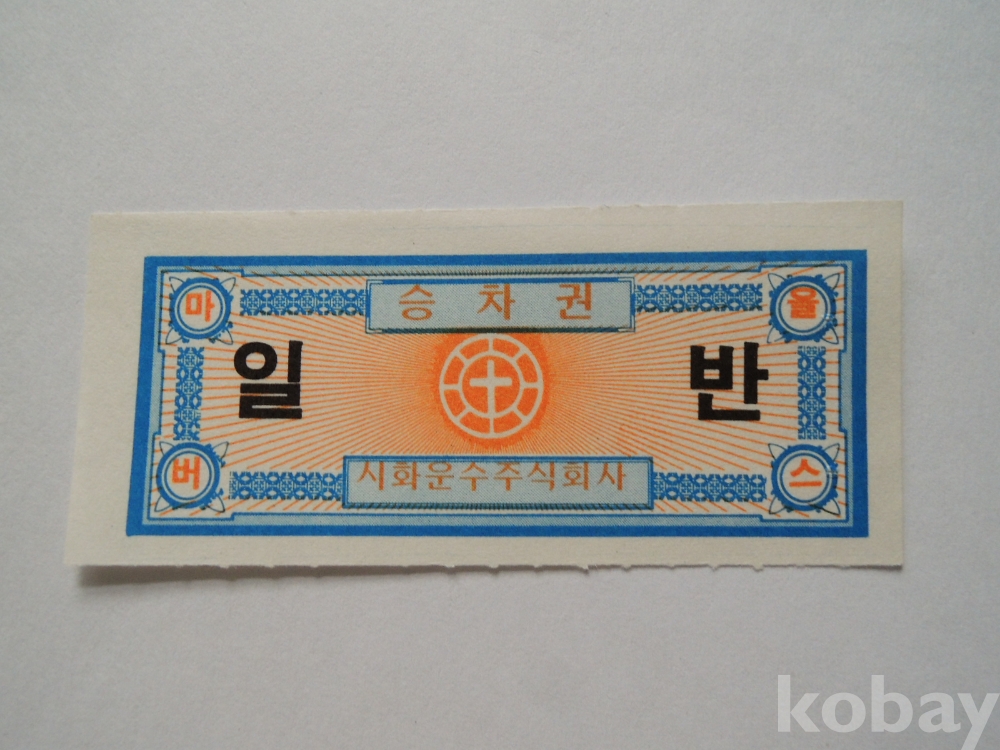 마을
승차권
일반
시화운수주식회사
버스
kobay